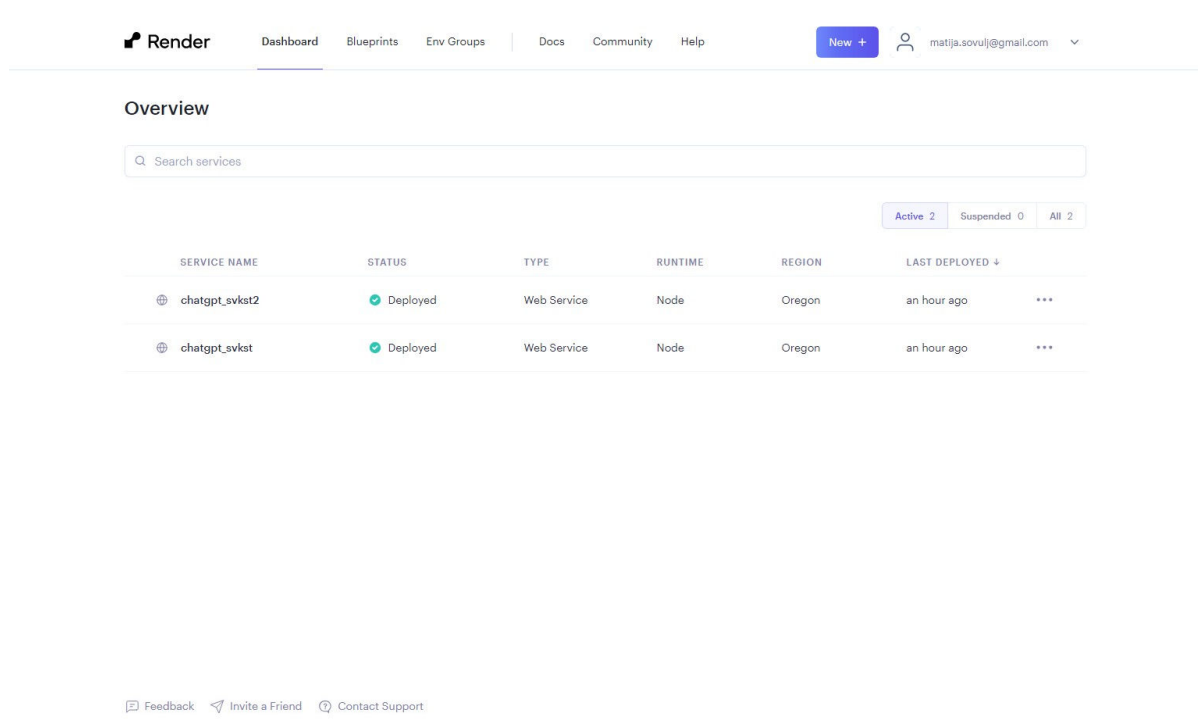 Render Dashboard Blueprints Env Groups Docs Community Help New + matija.sovulj@gmail.com
Overview
Search services
Active 2 Suspended 0 All 2
SERVICE NAME STATUS TYPE RUNTIME REGION LAST DEPLOYED ↓
chatgpt_svkst2 Deployed Web Service Node Oregon an hour ago •••
chatgpt_svkst Deployed Web Service Node Oregon an hour ago •••
Feedback Invite a Friend Contact Support